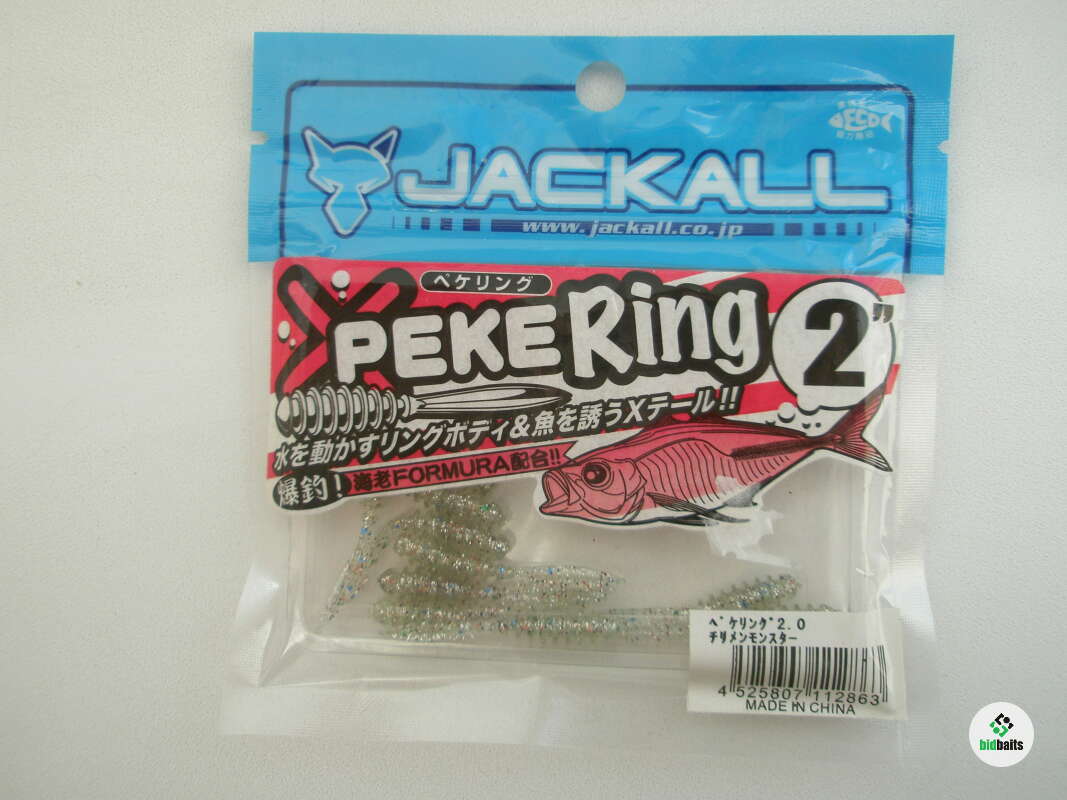 ECO
JACKALL
www.jackall.co.jp
ペケリング
PEKE Ring 2"
水を動かすリングボディ&魚を誘うXテール!!
爆釣! 海老FORMURA配合!!
ペケリング2.0
チリメンモンスター
4 525807 112863
MADE IN CHINA
bidbaits